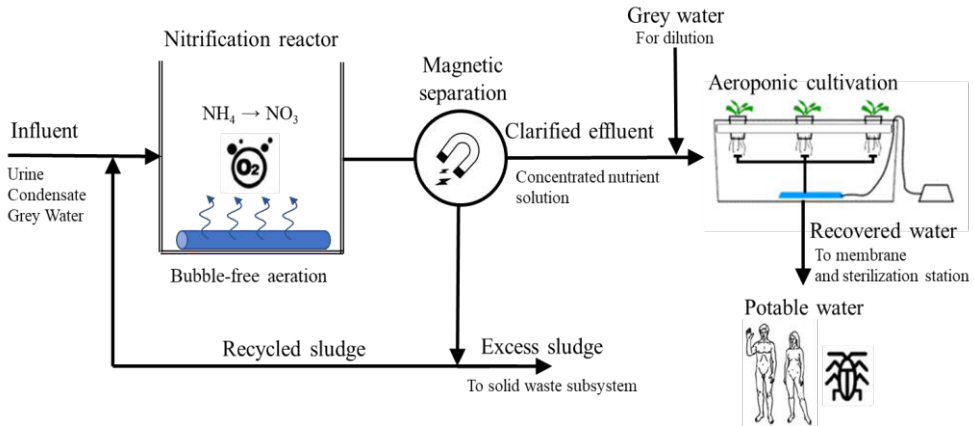 Nitrification reactor
NH₄ → NO₃
O₂
Bubble-free aeration
Influent
Urine
Condensate
Grey Water
Magnetic
separation
Clarified effluent
Concentrated nutrient
solution
Grey water
For dilution
Aeroponic cultivation
Recovered water
To membrane
and sterilization station
Potable water
Recycled sludge
Excess sludge
To solid waste subsystem